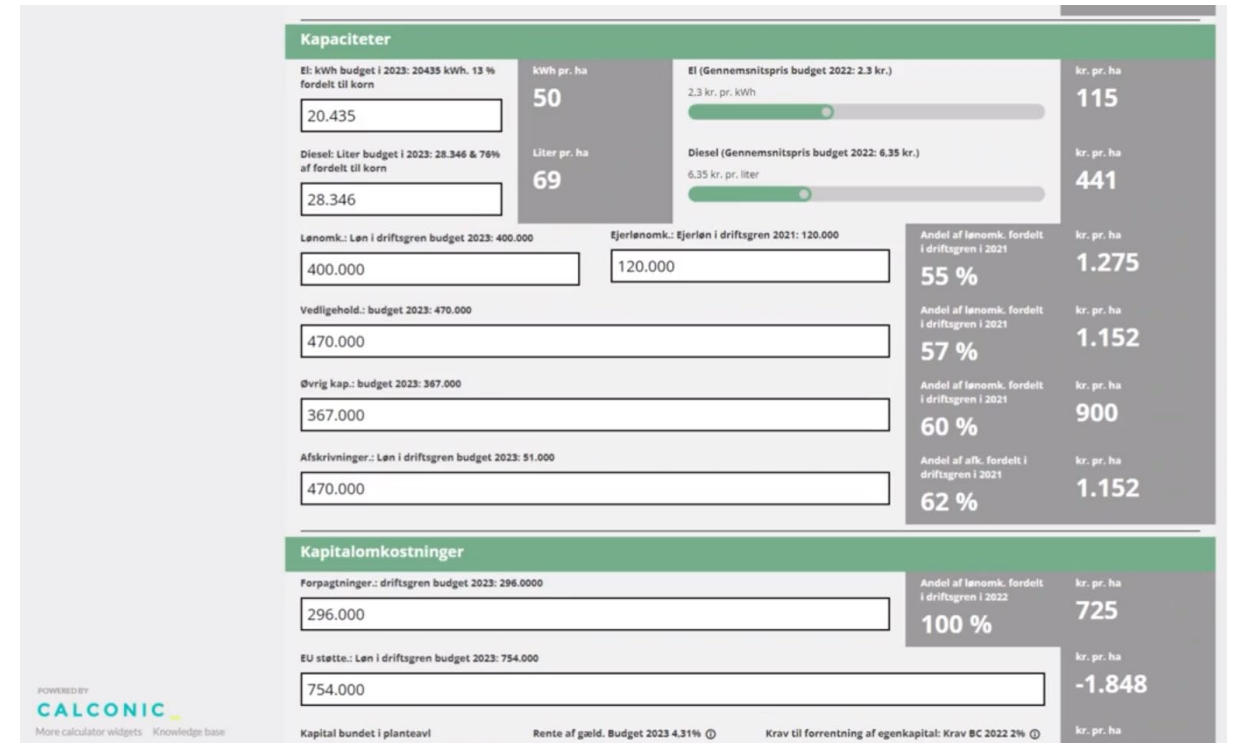 Kapaciteter
El: kWh budget i 2023: 20435 kWh. 13 %
fordelt til korn
20.435
kWh pr. ha
50
El (Gennemsnitspris budget 2022: 2.3 kr.)
2,3 kr. pr. kWh
kr. pr. ha
115
Diesel: Liter budget i 2023: 28.346 & 76%
af fordelt til korn
28.346
Liter pr. ha
69
Diesel (Gennemsnitspris budget 2022: 6,35 kr.)
6,35 kr. pr. liter
kr. pr. ha
441
Lønomk.: Løn i driftsgren budget 2023: 400.000
400.000
Ejerlønomk.: Ejerløn i driftsgren 2021: 120.000
120.000
Andel af lønomk. fordelt
i driftsgren i 2021
55 %
kr. pr. ha
1.275
Vedligehold.: budget 2023: 470.000
470.000
Andel af lønomk. fordelt
i driftsgren i 2021
57 %
kr. pr. ha
1.152
Øvrig kap.: budget 2023: 367.000
367.000
Andel af lønomk. fordelt
i driftsgren i 2021
60 %
kr. pr. ha
900
Afskrivninger.: Løn i driftsgren budget 2023: 51.000
470.000
Andel af afk. fordelt i
driftsgren i 2021
62 %
kr. pr. ha
1.152
Kapitalomkostninger
Forpagtninger.: driftsgren budget 2023: 296.0000
296.000
Andel af lønomk. fordelt
i driftsgren i 2022
100 %
kr. pr. ha
725
EU støtte.: Løn i driftsgren budget 2023: 754.000
754.000
kr. pr. ha
-1.848
Kapital bundet i planteavl
Rente af gæld. Budget 2023 4,31%
Krav til forrentning af egenkapital: Krav BC 2022 2%
kr. pr. ha
POWERED BY
CALCONIC_
More calculator widgets Knowledge base